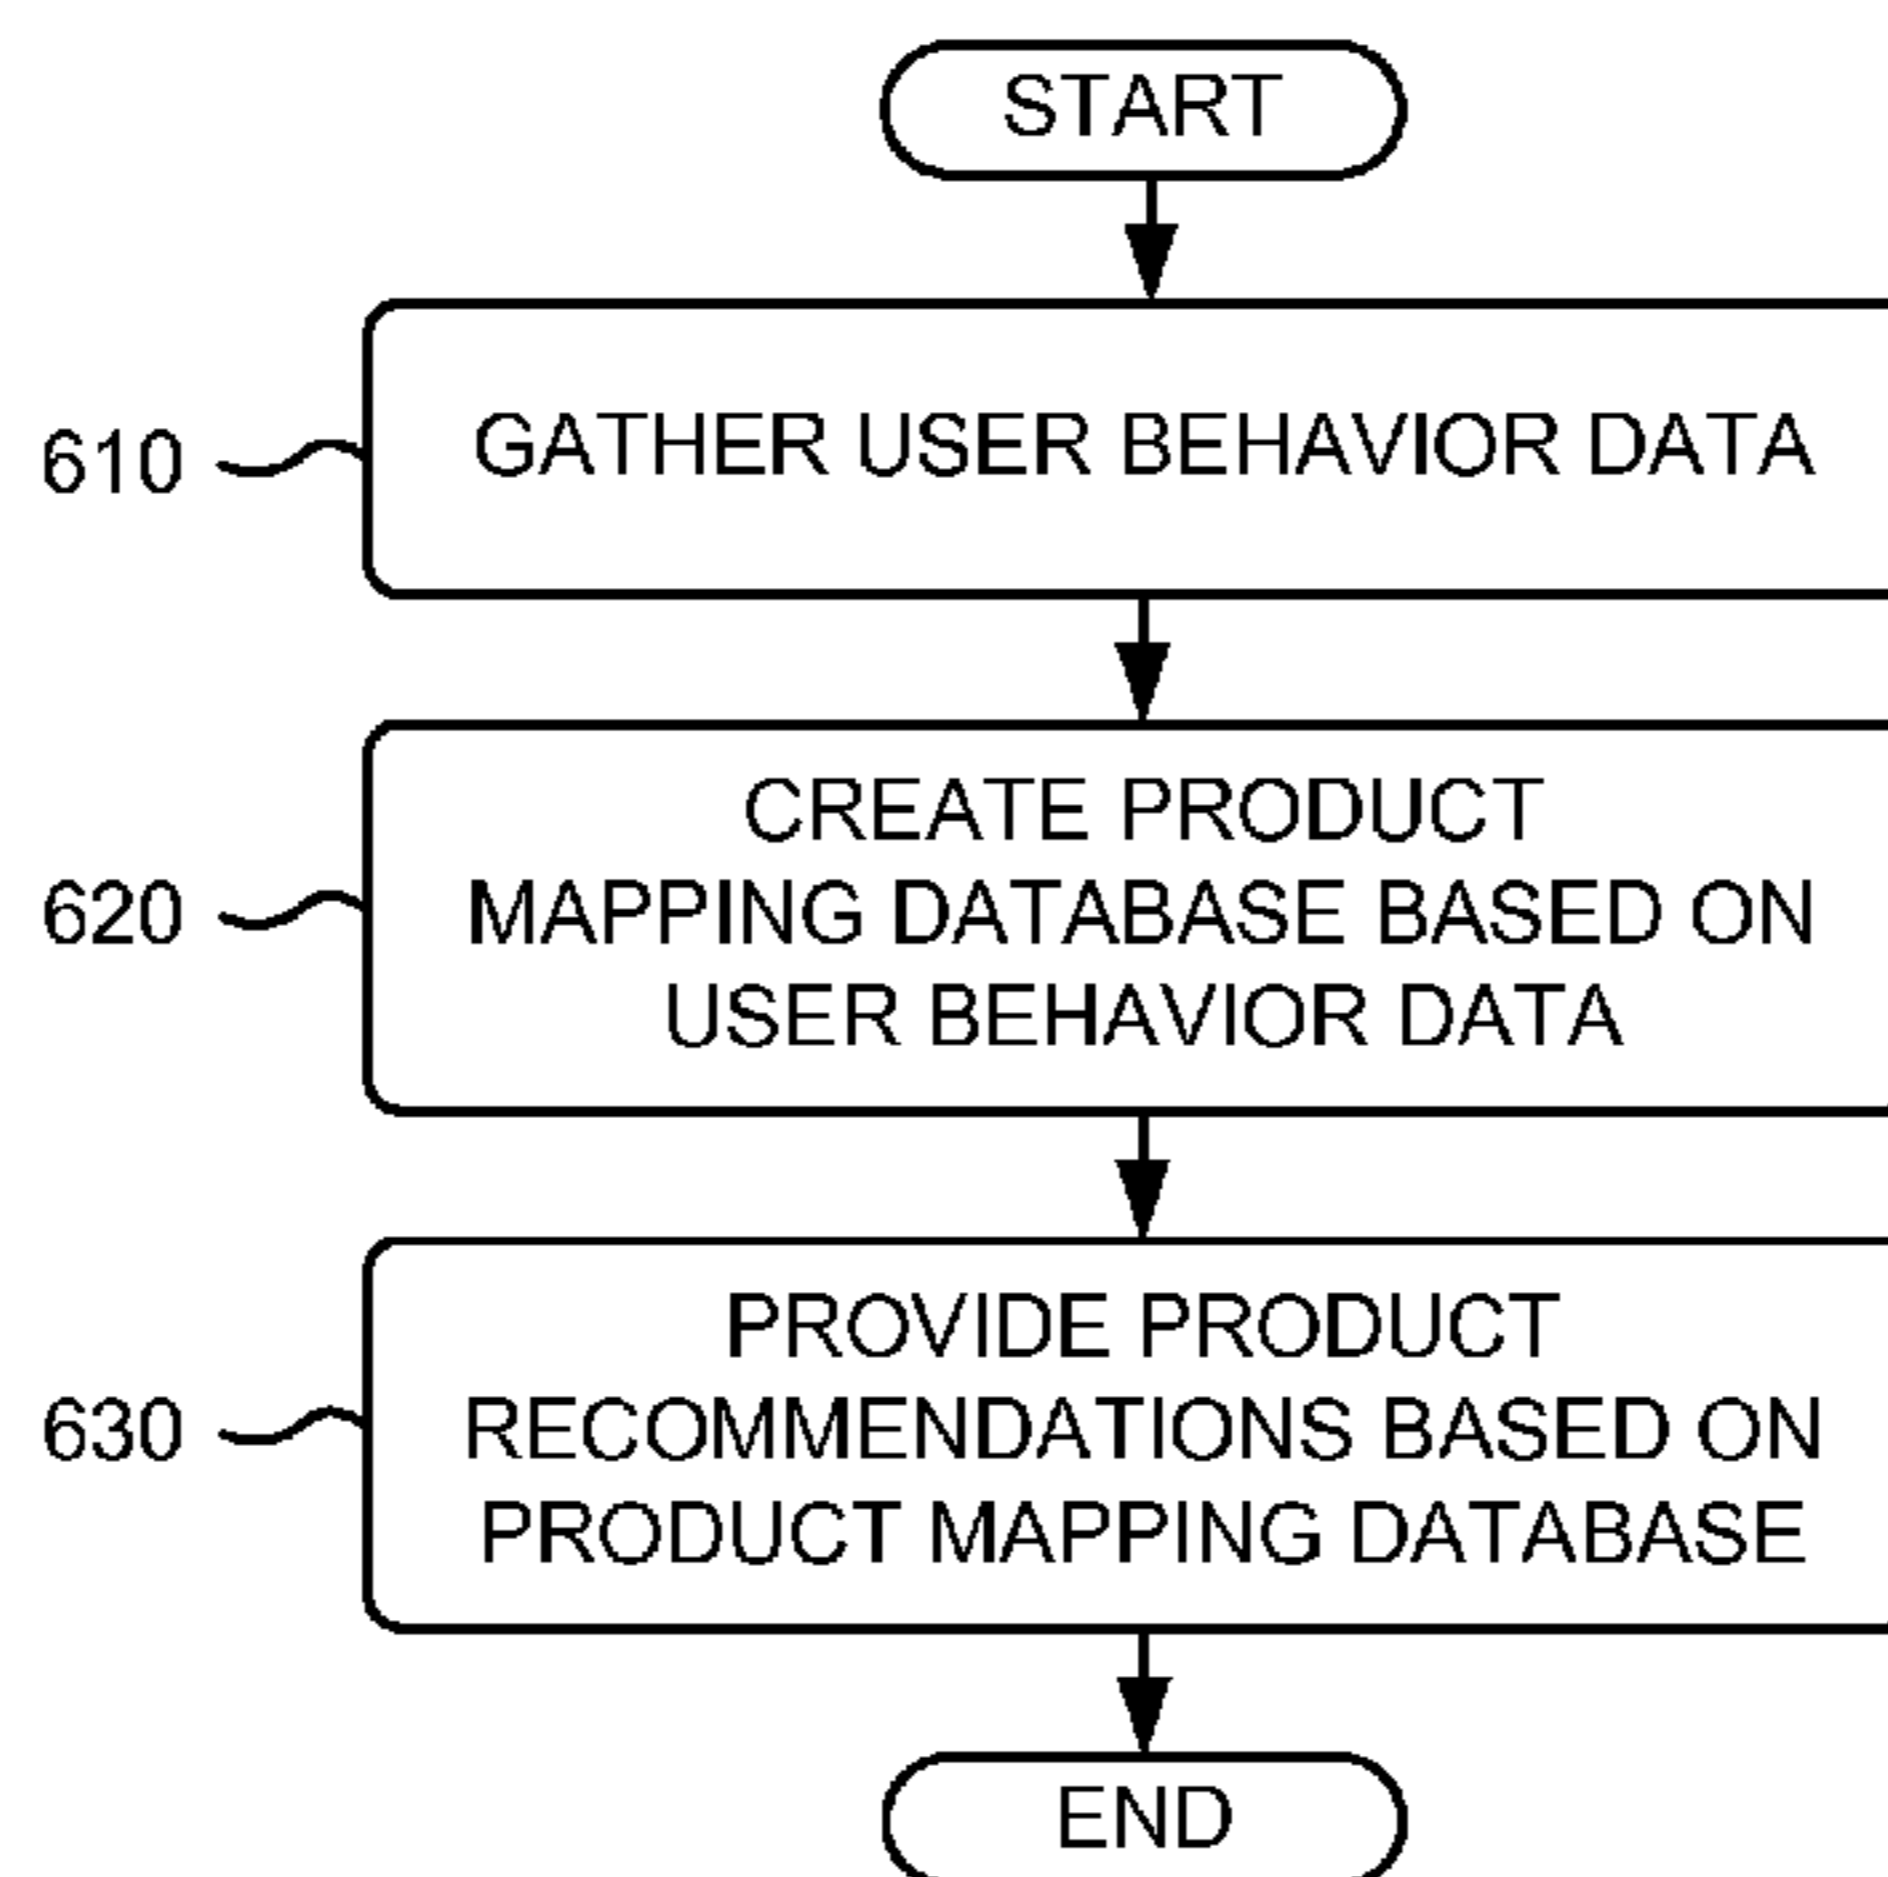 START
610
GATHER USER BEHAVIOR DATA
620
CREATE PRODUCT
MAPPING DATABASE BASED ON
USER BEHAVIOR DATA
630
PROVIDE PRODUCT
RECOMMENDATIONS BASED ON
PRODUCT MAPPING DATABASE
END